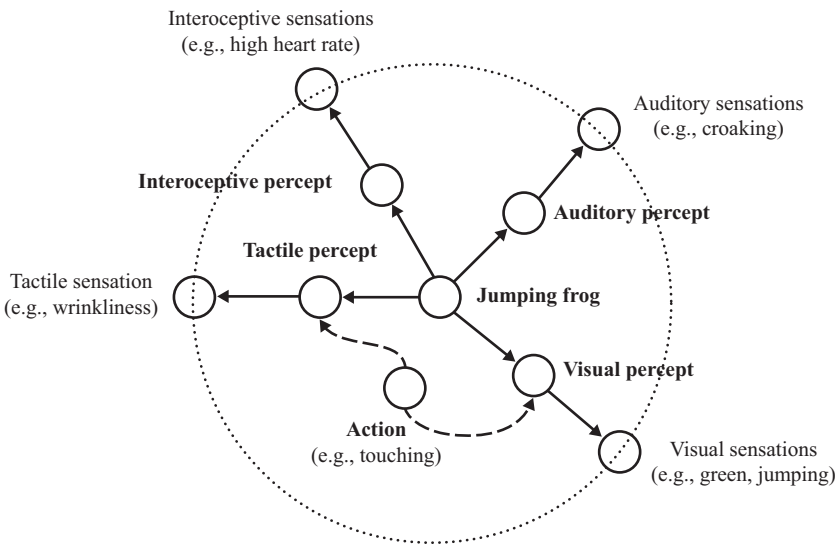 Interoceptive sensations
(e.g., high heart rate)
Auditory sensations
(e.g., croaking)
Interoceptive percept
Auditory percept
Tactile percept
Tactile sensation
(e.g., wrinkliness)
Jumping frog
Visual percept
Action
(e.g., touching)
Visual sensations
(e.g., green, jumping)